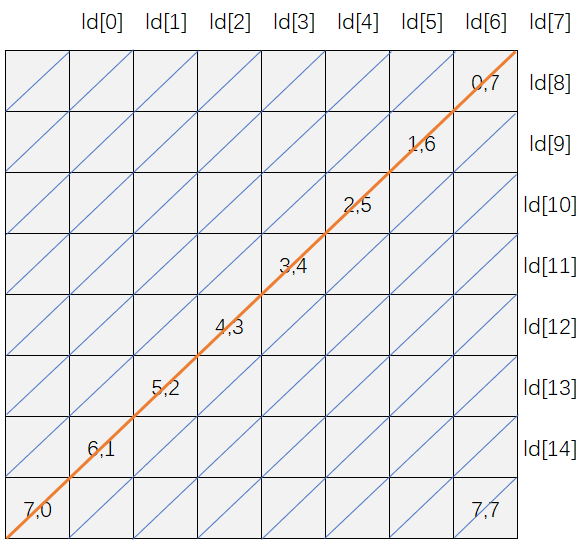 ld[0] ld[1] ld[2] ld[3] ld[4] ld[5] ld[6] ld[7]
0,7 ld[8]
1,6 ld[9]
2,5 ld[10]
3,4 ld[11]
4,3 ld[12]
5,2 ld[13]
6,1 ld[14]
7,0 7,7